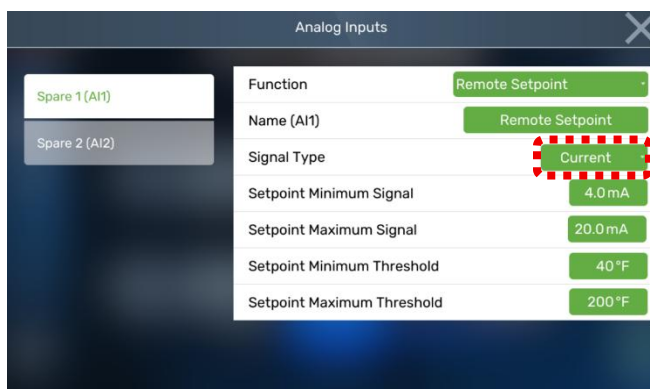 Analog Inputs
Spare 1 (AI1)
Spare 2 (AI2)
Function Remote Setpoint
Name (AI1) Remote Setpoint
Signal Type Current
Setpoint Minimum Signal 4.0mA
Setpoint Maximum Signal 20.0mA
Setpoint Minimum Threshold 40°F
Setpoint Maximum Threshold 200°F